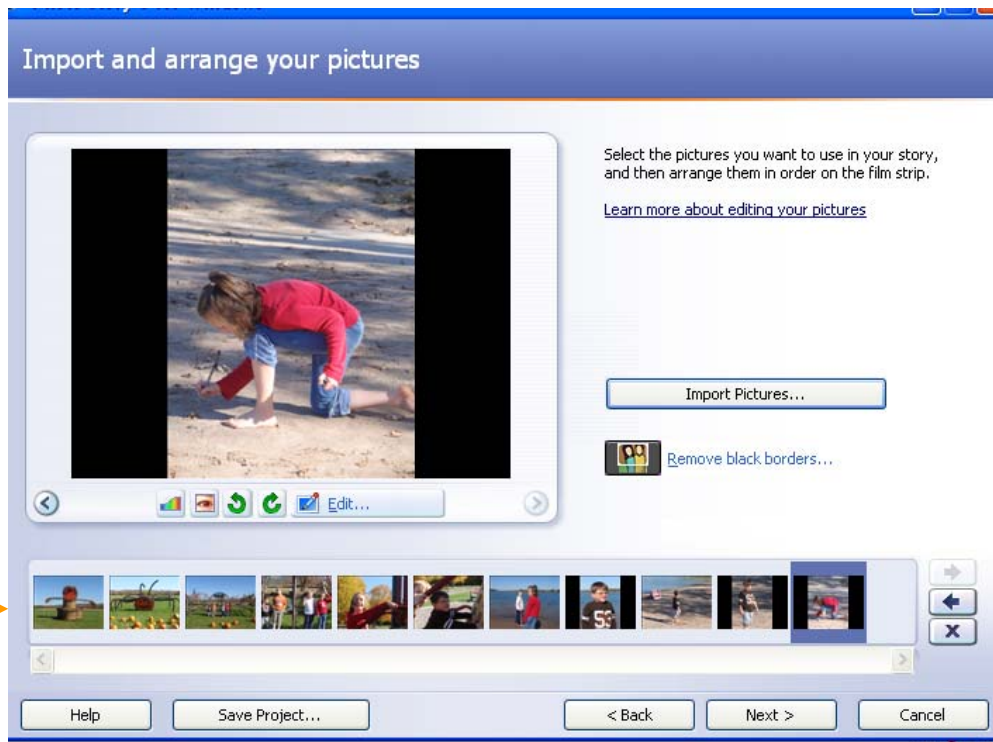 Import and arrange your pictures
Select the pictures you want to use in your story,
and then arrange them in order on the film strip.
Learn more about editing your pictures
Import Pictures...
Remove black borders...
Edit...
53
Help
Save Project...
< Back
Next >
Cancel